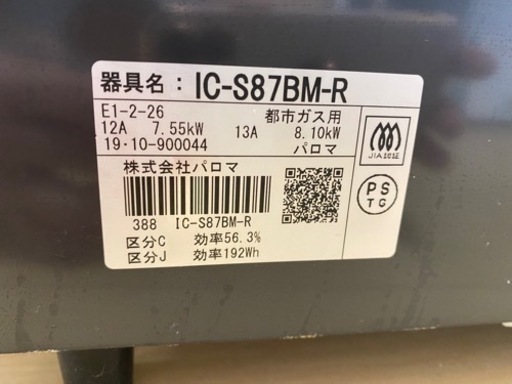 器具名：IC-S87BM-R
E1-2-26 都市ガス用
12A 7.55kW 13A 8.10kW
19・10-900044 パロマ
JIA認証
株式会社パロマ
PS
TG
388 IC-S87BM-R
区分C 効率56.3%
区分J 効率192Wh